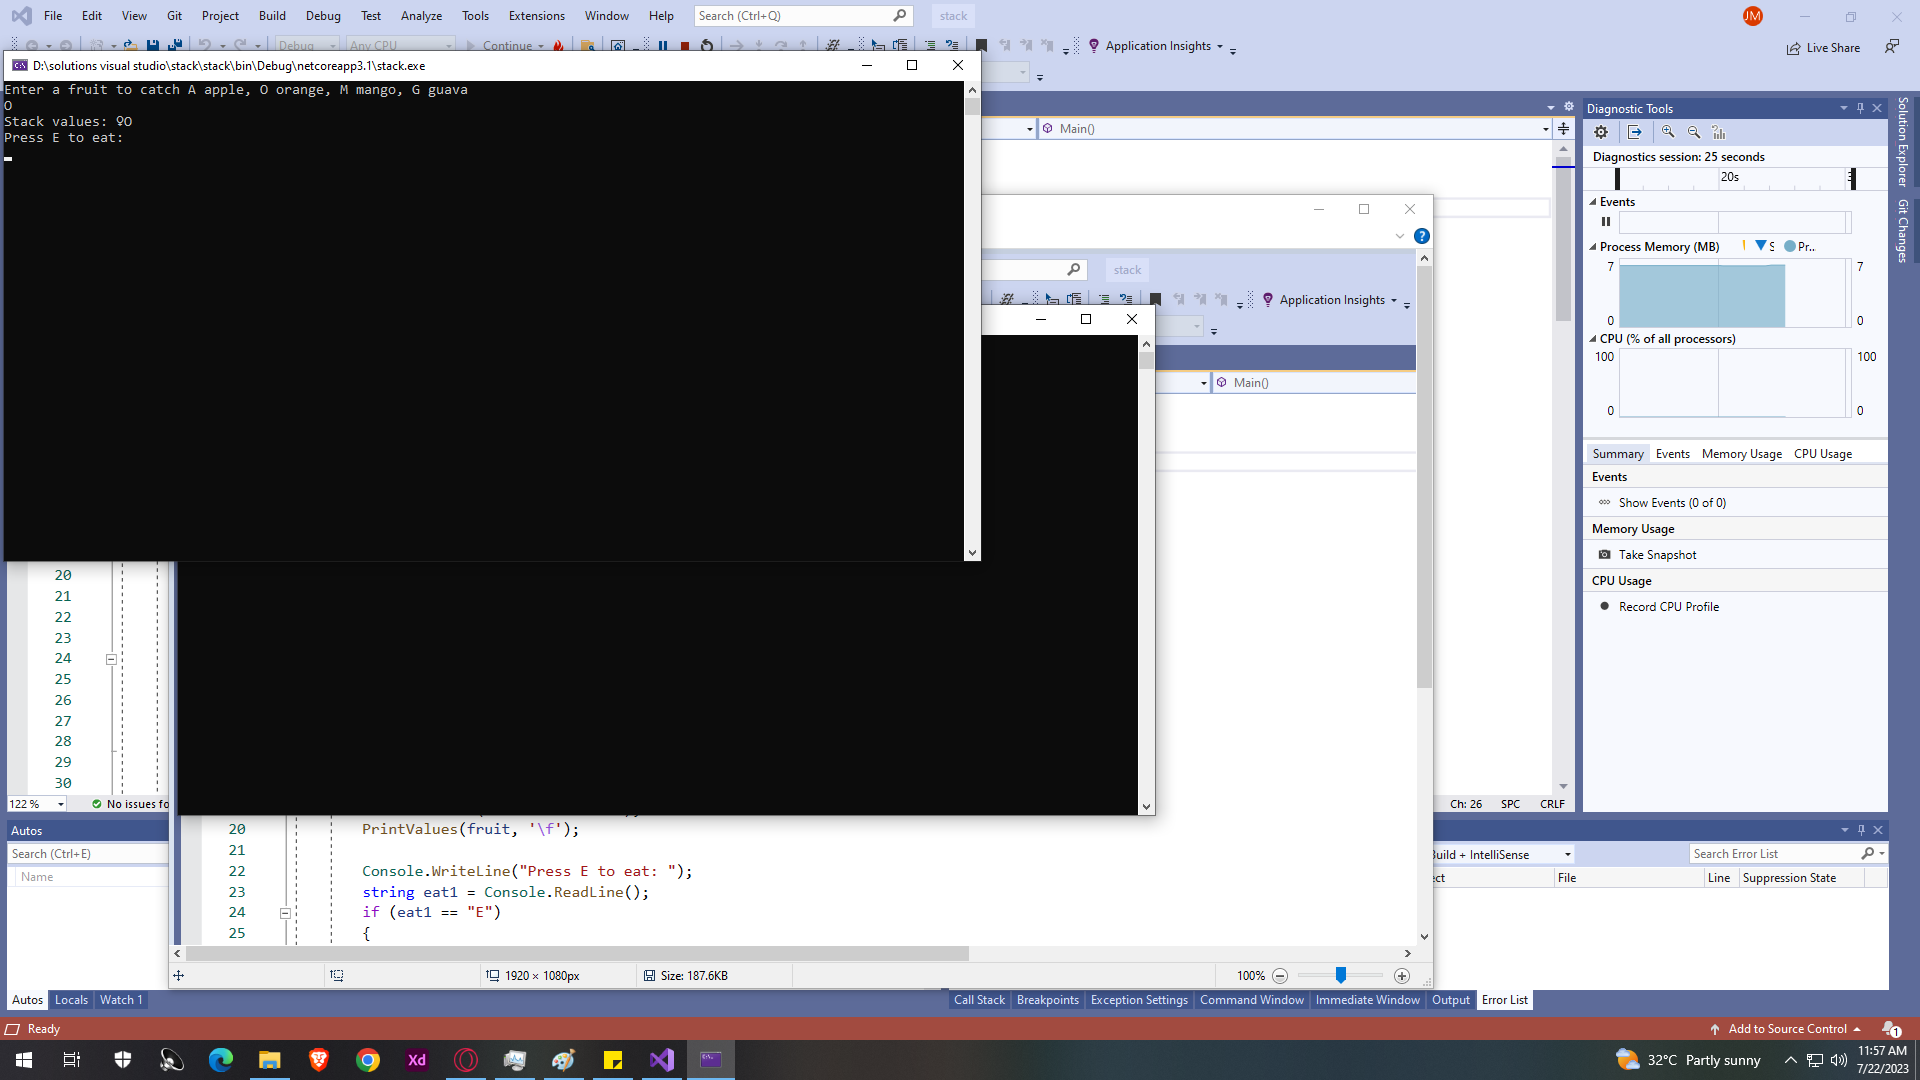 File Edit View Git Project Build Debug Test Analyze Tools Extensions Window Help Search (Ctrl+Q) stack JM
Debug Any CPU Continue Application Insights Live Share
D:\solutions visual studio\stack\stack\bin\Debug\netcoreapp3.1\stack.exe
Enter a fruit to catch A apple, O orange, M mango, G guava
O
Stack values: ♀O
Press E to eat:
Main()
stack
Application Insights
Main()
Diagnostic Tools
Diagnostics session: 25 seconds
20s
Events
Process Memory (MB) S Pr...
7 7
0 0
CPU (% of all processors)
100 100
0 0
Summary Events Memory Usage CPU Usage
Events
Show Events (0 of 0)
Memory Usage
Take Snapshot
CPU Usage
Record CPU Profile
Solution Explorer
Git Changes
20
21
22
23
24
25
26
27
28
29
30
122 % No issues fo
Ch: 26 SPC CRLF
20 PrintValues(fruit, '\f');
21
22 Console.WriteLine("Press E to eat: ");
23 string eat1 = Console.ReadLine();
24 if (eat1 == "E")
25 {
1920 × 1080px Size: 187.6KB 100%
Autos
Search (Ctrl+E)
Name
Autos Locals Watch 1
Build + IntelliSense Search Error List
ect File Line Suppression State
Call Stack Breakpoints Exception Settings Command Window Immediate Window Output Error List
Ready Add to Source Control 1
Xd 32°C Partly sunny 11:57 AM
7/22/2023